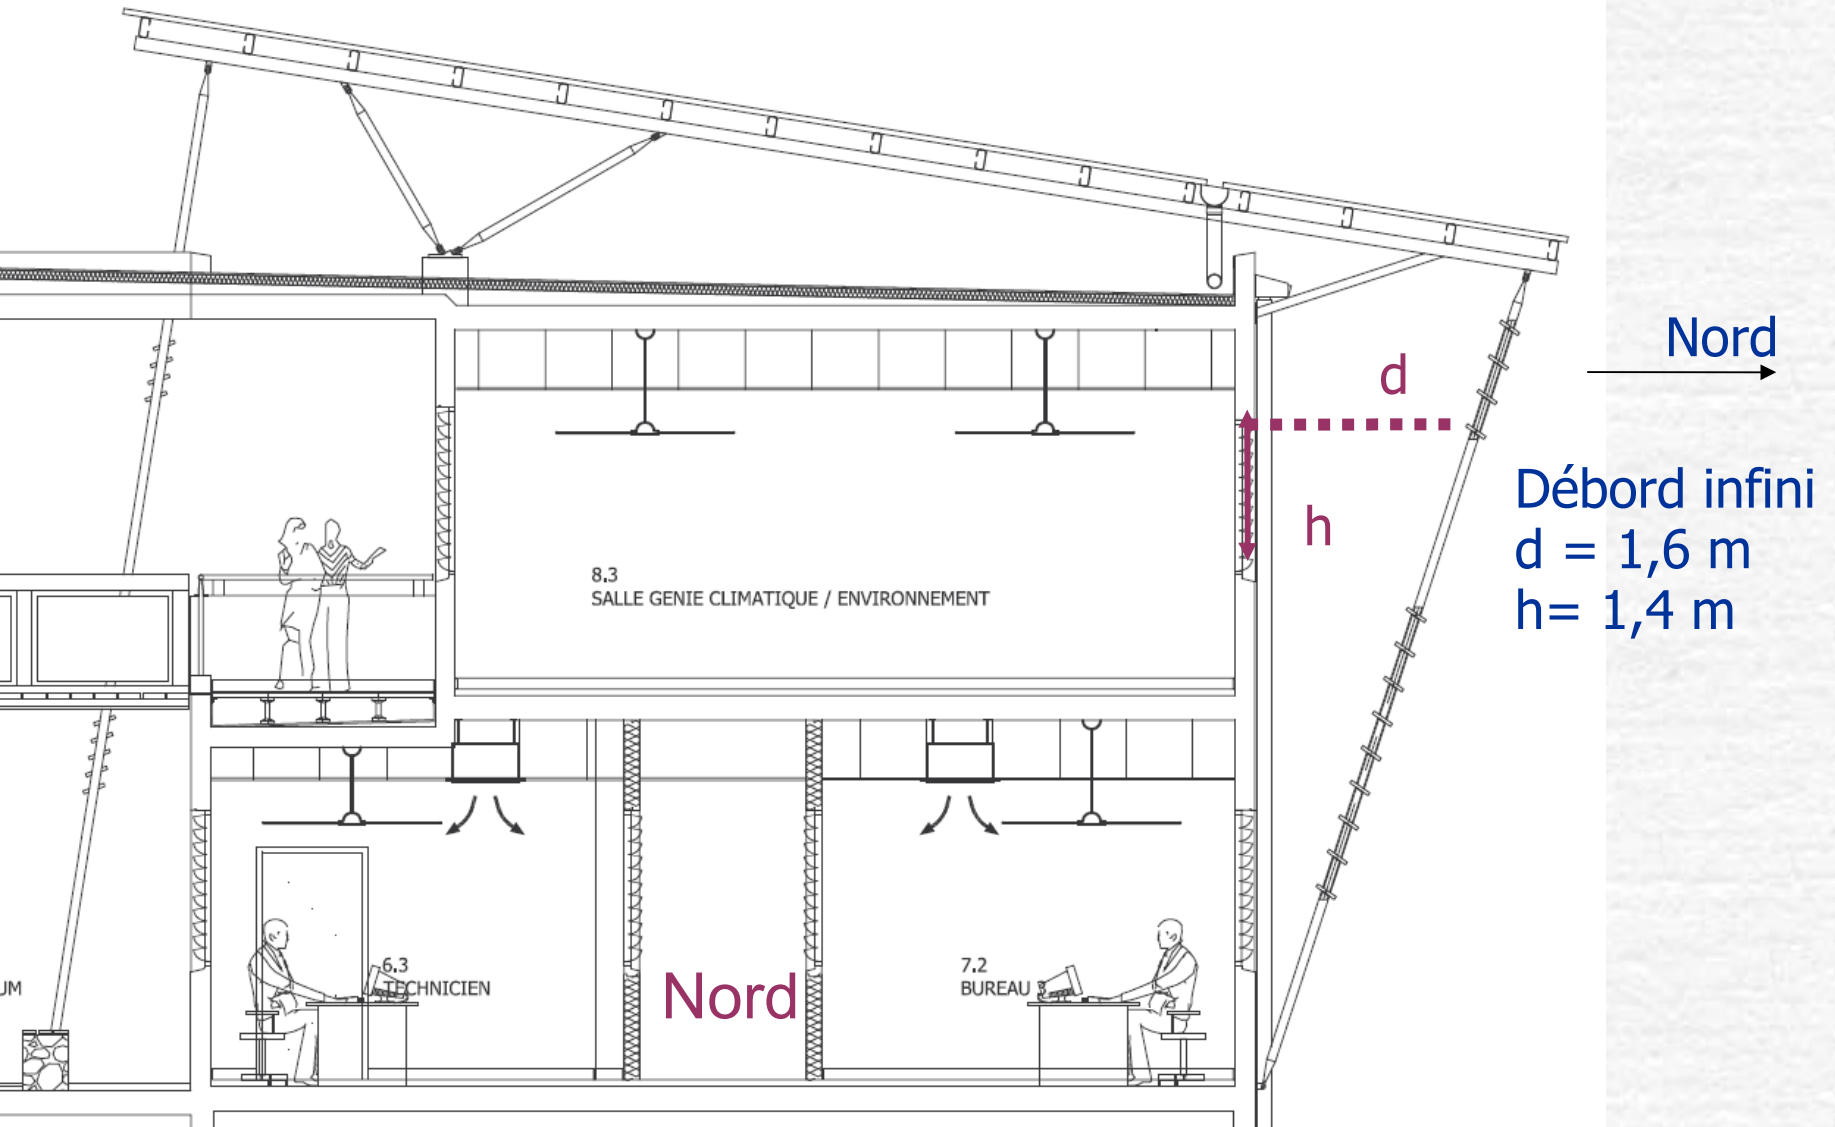 Nord
d
Débord infini
d = 1,6 m
h
h= 1,4 m
8.3
SALLE GENIE CLIMATIQUE / ENVIRONNEMENT
6.3
TECHNICIEN
Nord
7.2
BUREAU 3
UM